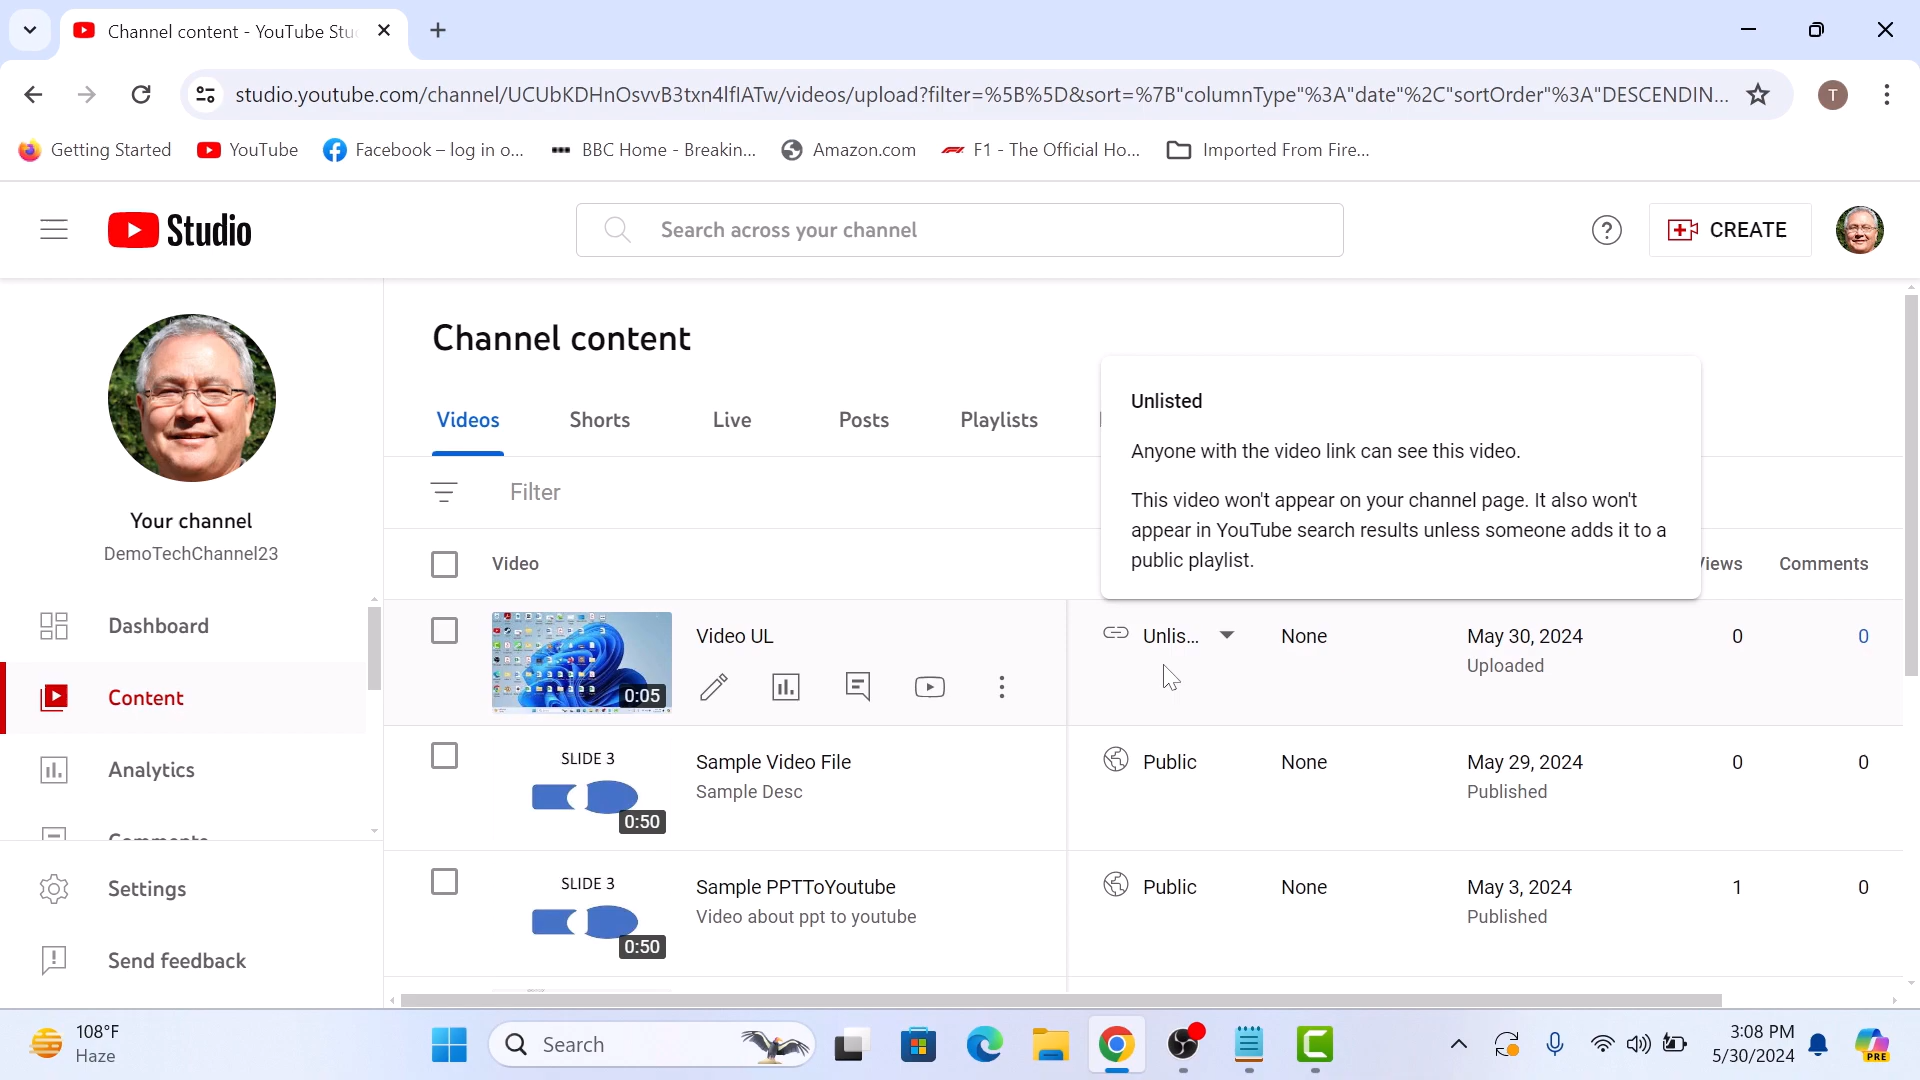 Channel content - YouTube Stu
studio.youtube.com/channel/UCUbKDHnOsvvB3txn4lflATw/videos/upload?filter=%5B%5D&sort=%7B"columnType"%3A"date"%2C"sortOrder"%3A"DESCENDIN...
T
Getting Started
YouTube
Facebook – log in o...
BBC Home - Breakin...
Amazon.com
F1 - The Official Ho...
Imported From Fire...
Studio
Search across your channel
CREATE
Your channel
DemoTechChannel23
Dashboard
Content
Analytics
Comments
Settings
Send feedback
Channel content
Videos
Shorts
Live
Posts
Playlists
Filter
Unlisted
Anyone with the video link can see this video.
This video won't appear on your channel page. It also won't
appear in YouTube search results unless someone adds it to a
public playlist.
Video
Views
Comments
0:05
Video UL
Unlis...
None
May 30, 2024
Uploaded
0
0
SLIDE 3
0:50
Sample Video File
Sample Desc
Public
None
May 29, 2024
Published
0
0
SLIDE 3
0:50
Sample PPTToYoutube
Video about ppt to youtube
Public
None
May 3, 2024
Published
1
0
108°F
Haze
Search
3:08 PM
5/30/2024
PRE